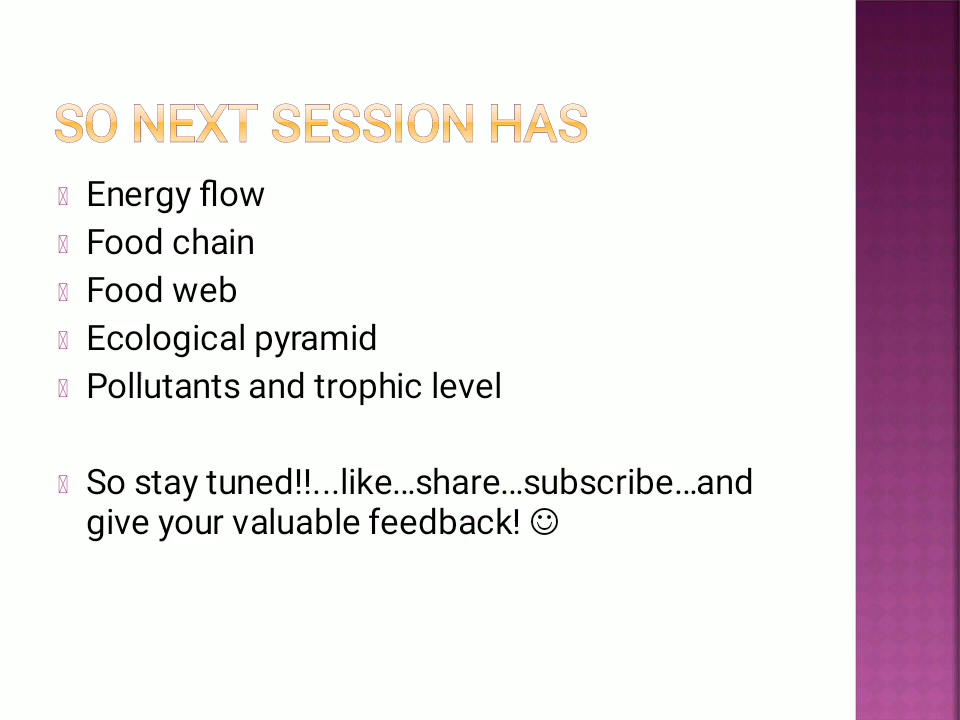 SO NEXT SESSION HAS
Energy flow
Food chain
Food web
Ecological pyramid
Pollutants and trophic level
So stay tuned!!...like…share…subscribe…and
give your valuable feedback! ☺